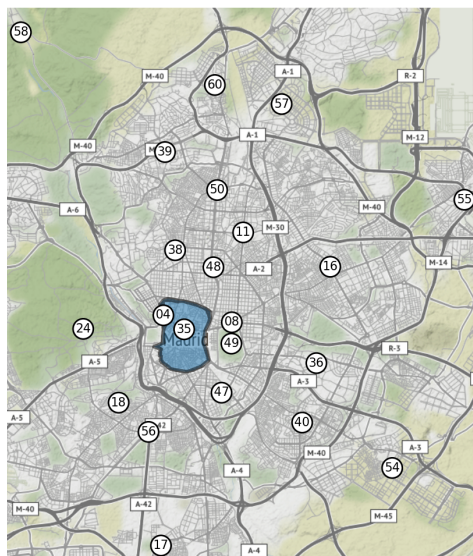 58
M-40
60
A-1
R-2
57
A-1
M-12
M-40
39
50
55
A-6
M-40
11
M-30
38
M-14
48
A-2
16
04
08
24
35
Madrid
49
R-3
A-5
36
A-3
47
18
A-5
40
56
A-3
M-40
54
A-4
A-42
M-40
M-45
17
A-4